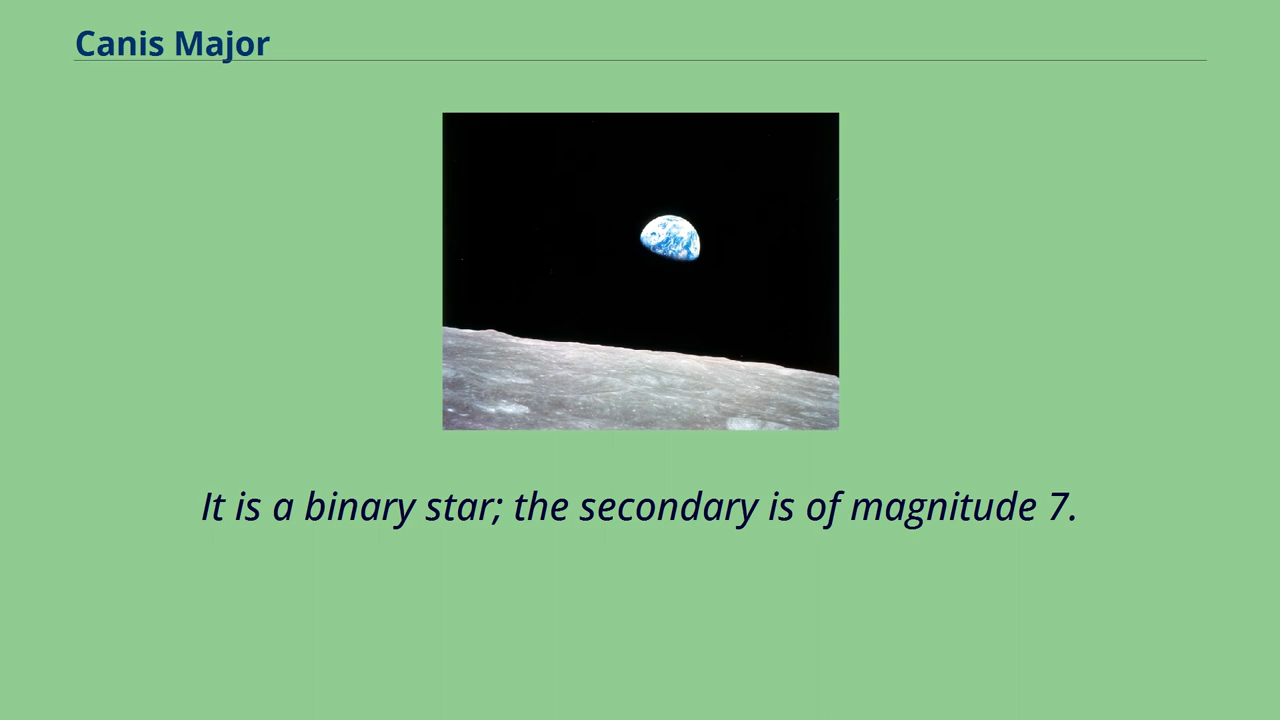 Canis Major
It is a binary star; the secondary is of magnitude 7.